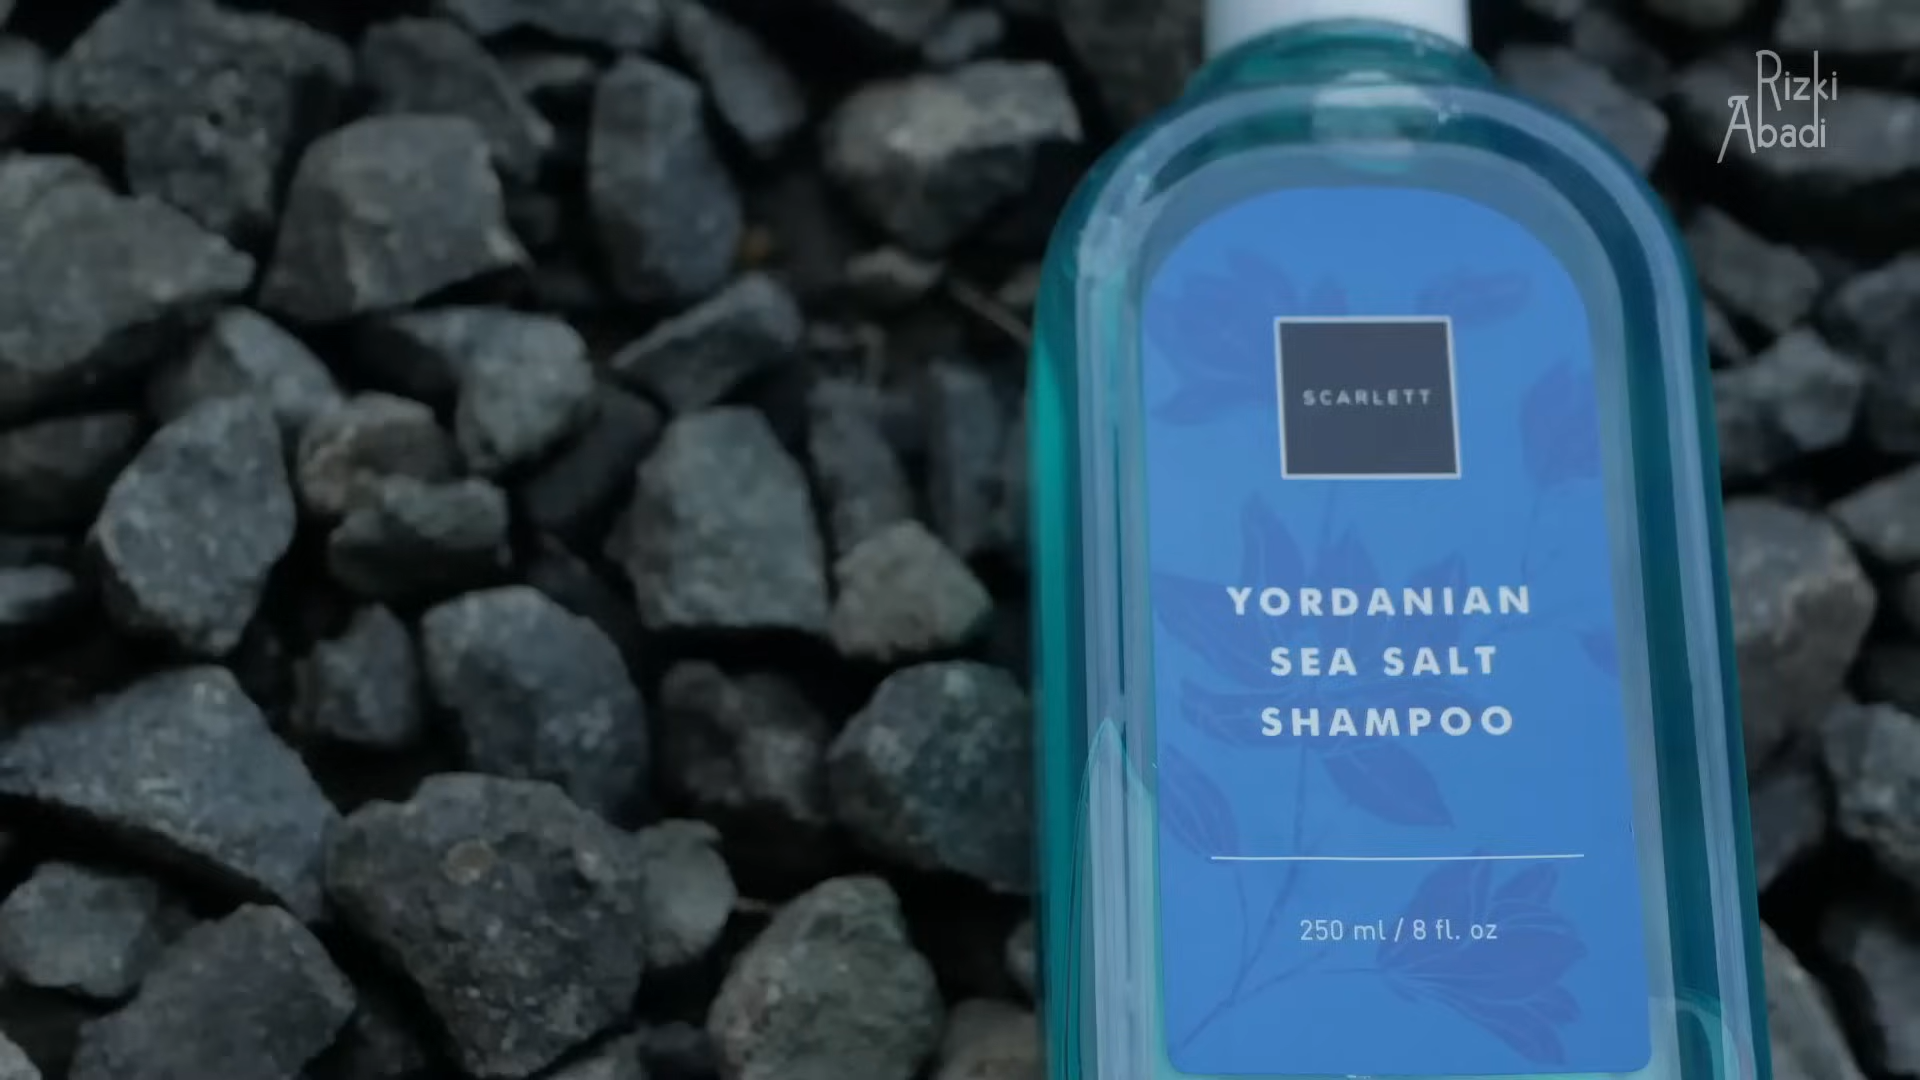 Rizki
Abadi
SCARLETT
YORDANIAN
SEA SALT
SHAMPOO
250 ml / 8 fl. oz